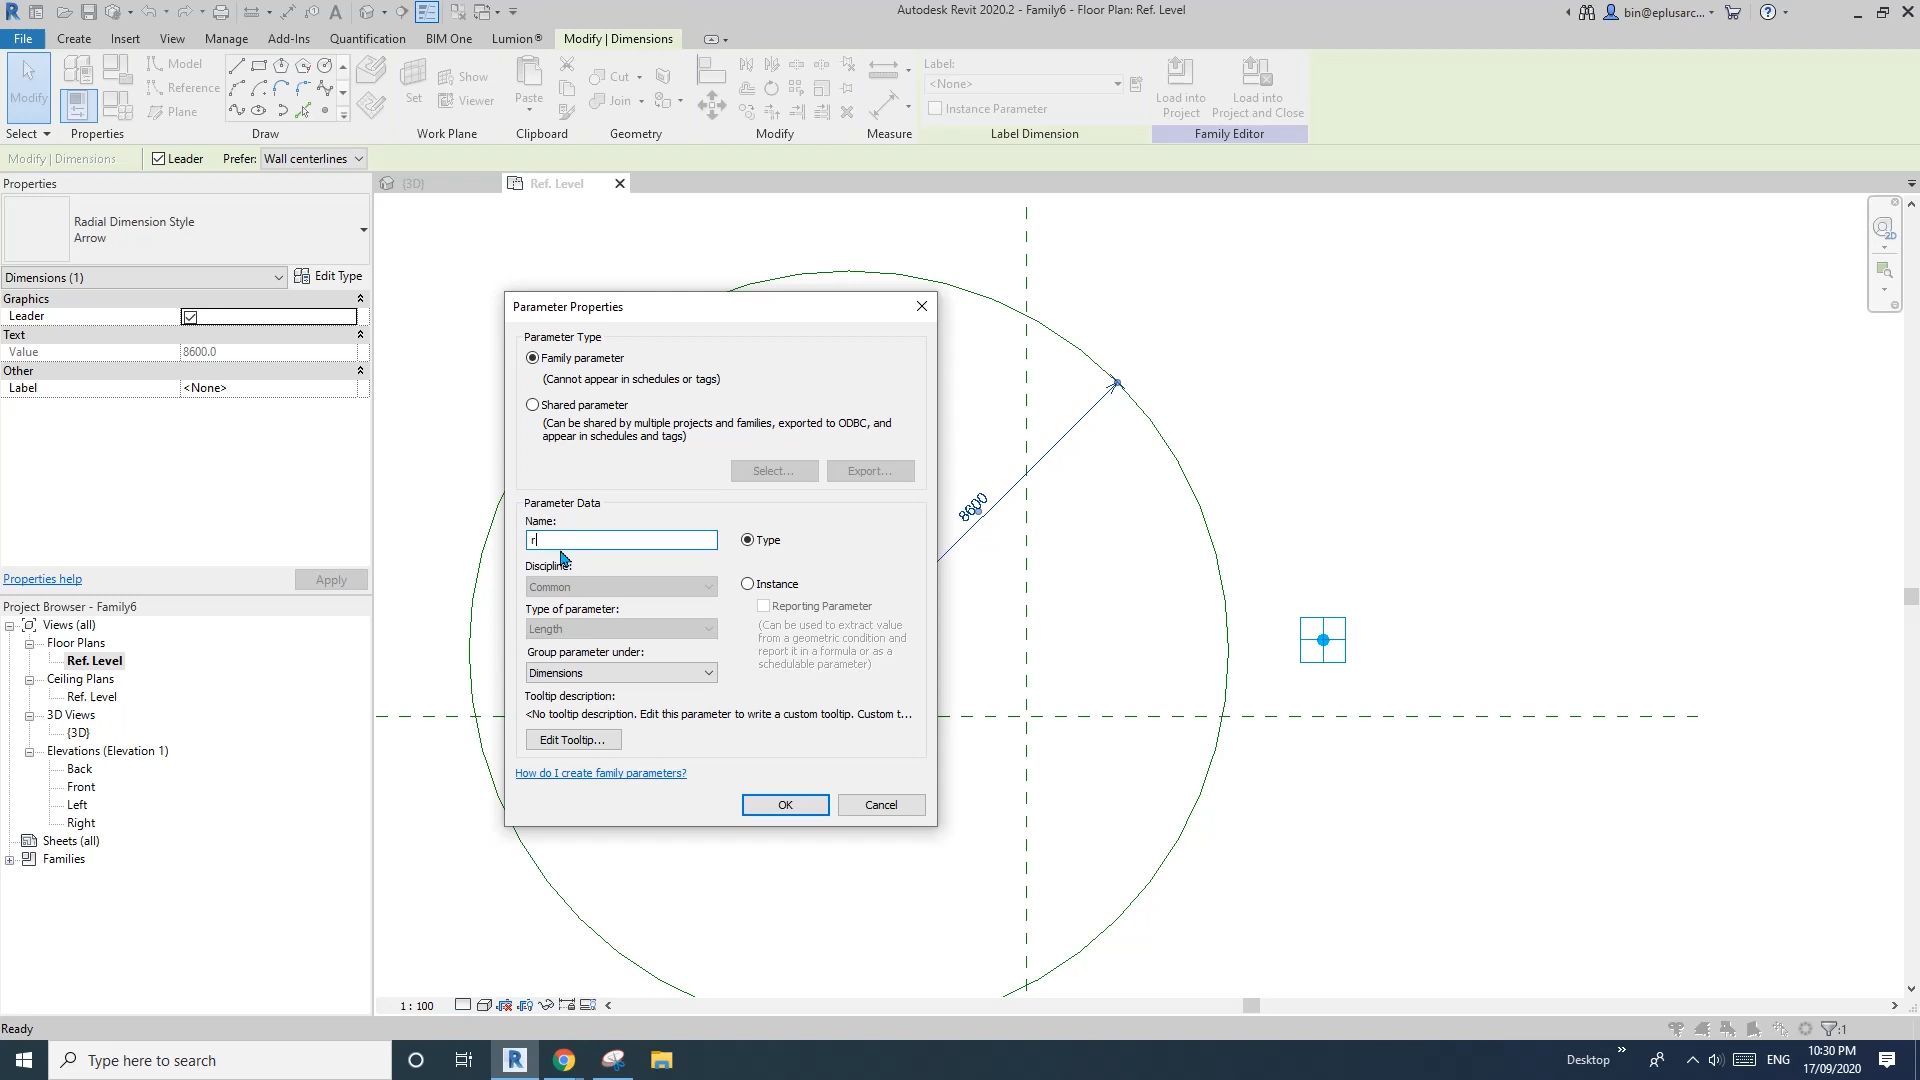 Autodesk Revit 2020.2 - Family6 - Floor Plan: Ref. Level
bin@eplusarc...
File
Create
Insert
View
Manage
Add-Ins
Quantification
BIM One
Lumion®
Modify | Dimensions
Modify
Select
Properties
Model
Reference
Plane
Draw
Set
Show
Viewer
Work Plane
Paste
Clipboard
Cut
Join
Geometry
Modify
Measure
Label:
<None>
Instance Parameter
Label Dimension
Load into
Project
Load into
Project and Close
Family Editor
Modify | Dimensions
Leader
Prefer:
Wall centerlines
Properties
{3D}
Ref. Level
Radial Dimension Style
Arrow
Dimensions (1)
Edit Type
Graphics
Leader
Text
Value
8600.0
Other
Label
<None>
Properties help
Apply
Project Browser - Family6
Views (all)
Floor Plans
Ref. Level
Ceiling Plans
Ref. Level
3D Views
{3D}
Elevations (Elevation 1)
Back
Front
Left
Right
Sheets (all)
Families
Parameter Properties
Parameter Type
Family parameter
(Cannot appear in schedules or tags)
Shared parameter
(Can be shared by multiple projects and families, exported to ODBC, and
appear in schedules and tags)
Select...
Export...
Parameter Data
Name:
r
Type
Discipline:
Common
Instance
Type of parameter:
Reporting Parameter
Length
(Can be used to extract value
from a geometric condition and
report it in a formula or as a
schedulable parameter)
Group parameter under:
Dimensions
Tooltip description:
<No tooltip description. Edit this parameter to write a custom tooltip. Custom t...
Edit Tooltip...
How do I create family parameters?
OK
Cancel
8600
2D
1 : 100
Ready
:1
Type here to search
Desktop
ENG
10:30 PM
17/09/2020